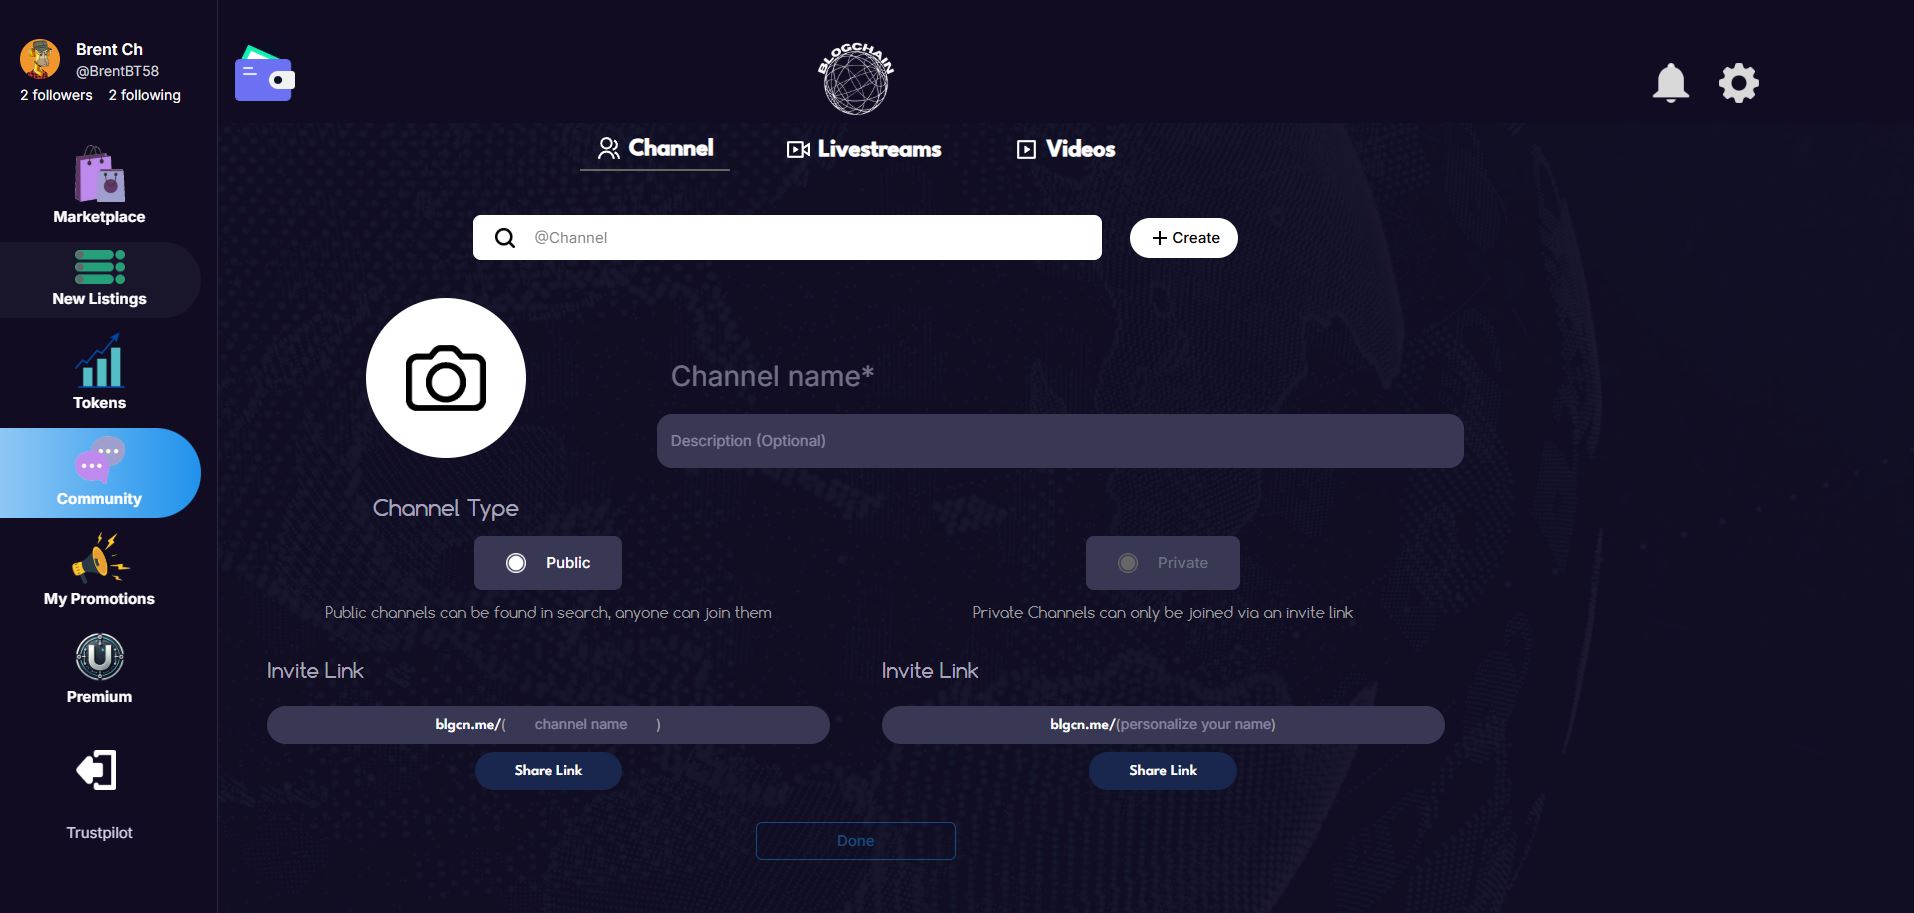 Brent Ch
@BrentBT58
2 followers 2 following
BLOGCHAIN
Channel Livestreams Videos
@Channel
Create
Marketplace
New Listings
Tokens
Community
My Promotions
Premium
Trustpilot
Channel name*
Description (Optional)
Channel Type
Public
Private
Public channels can be found in search, anyone can join them
Private Channels can only be joined via an invite link
Invite Link
Invite Link
blgcn.me/( channel name )
blgcn.me/(personalize your name)
Share Link
Share Link
Done